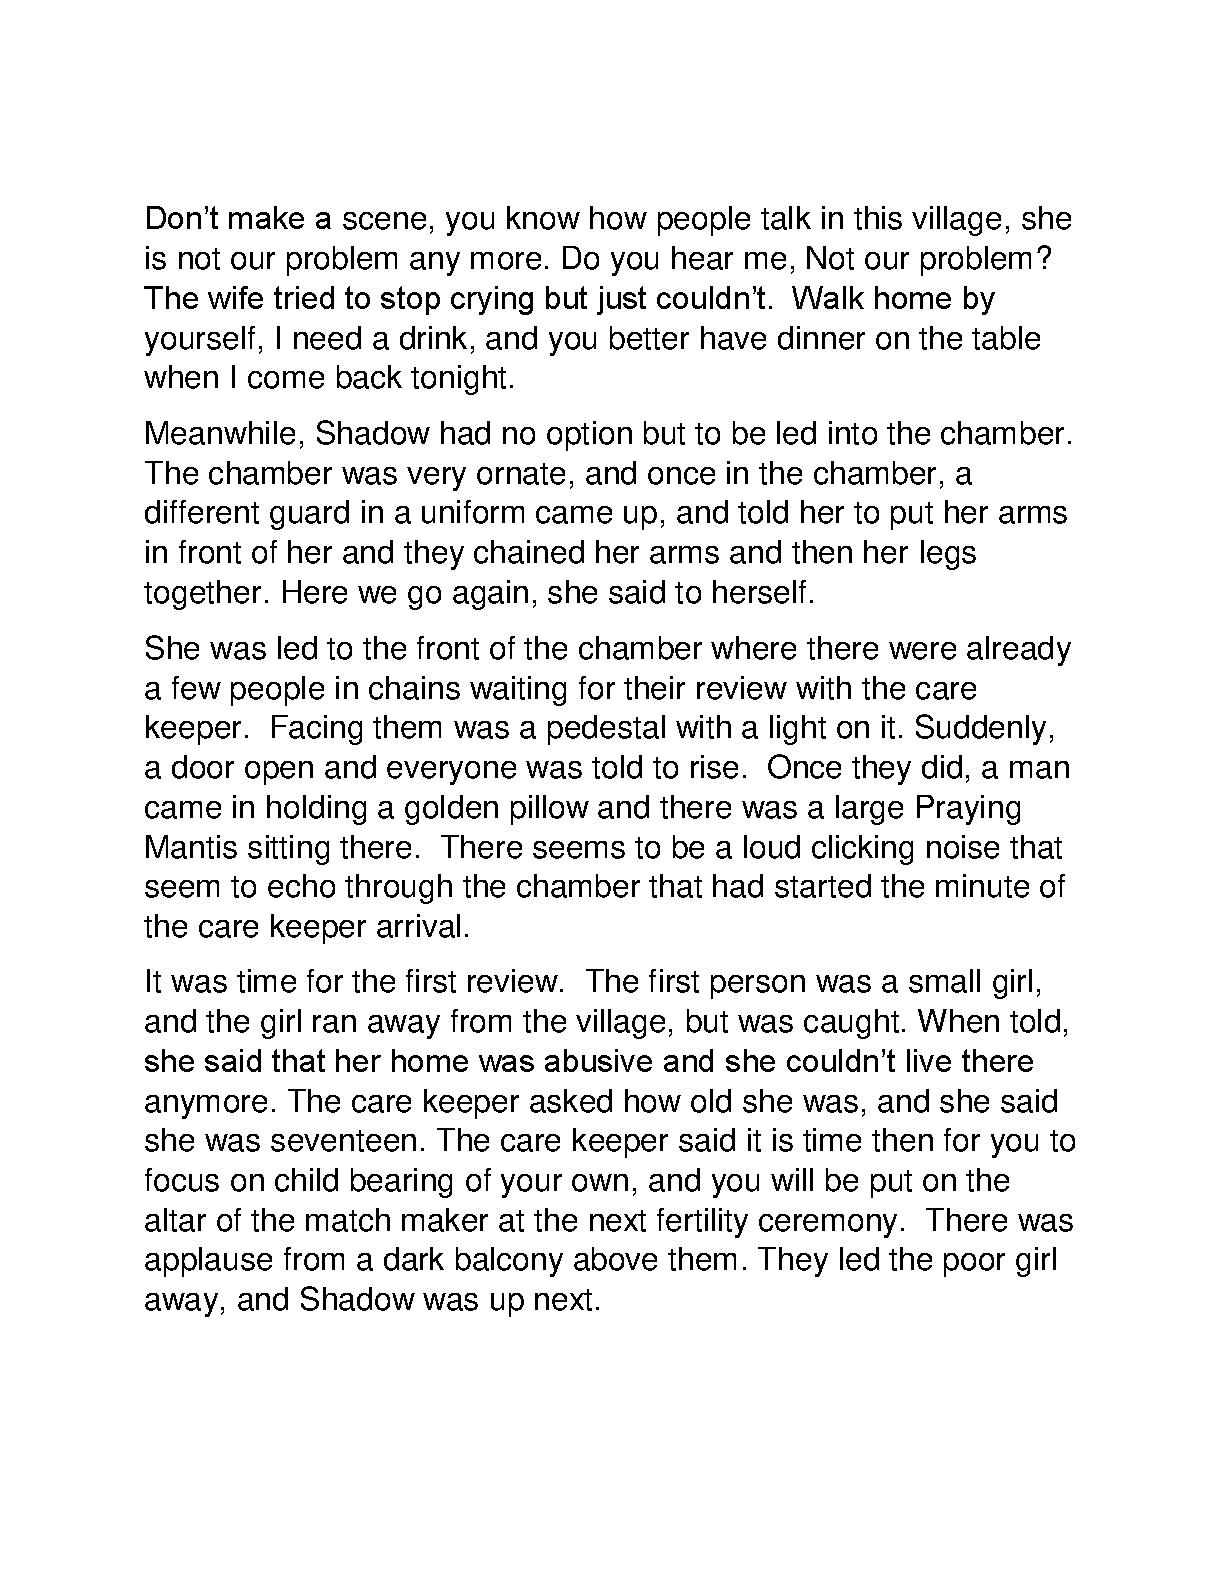 Don’t make a scene, you know how people talk in this village, she
is not our problem any more. Do you hear me, Not our problem?
The wife tried to stop crying but just couldn’t.  Walk home by
yourself, I need a drink, and you better have dinner on the table
when I come back tonight.
Meanwhile, Shadow had no option but to be led into the chamber.
The chamber was very ornate, and once in the chamber, a
different guard in a uniform came up, and told her to put her arms
in front of her and they chained her arms and then her legs
together. Here we go again, she said to herself.
She was led to the front of the chamber where there were already
a few people in chains waiting for their review with the care
keeper.  Facing them was a pedestal with a light on it. Suddenly,
a door open and everyone was told to rise.  Once they did, a man
came in holding a golden pillow and there was a large Praying
Mantis sitting there.  There seems to be a loud clicking noise that
seem to echo through the chamber that had started the minute of
the care keeper arrival.
It was time for the first review.  The first person was a small girl,
and the girl ran away from the village, but was caught. When told,
she said that her home was abusive and she couldn’t live there
anymore. The care keeper asked how old she was, and she said
she was seventeen. The care keeper said it is time then for you to
focus on child bearing of your own, and you will be put on the
altar of the match maker at the next fertility ceremony.  There was
applause from a dark balcony above them. They led the poor girl
away, and Shadow was up next.